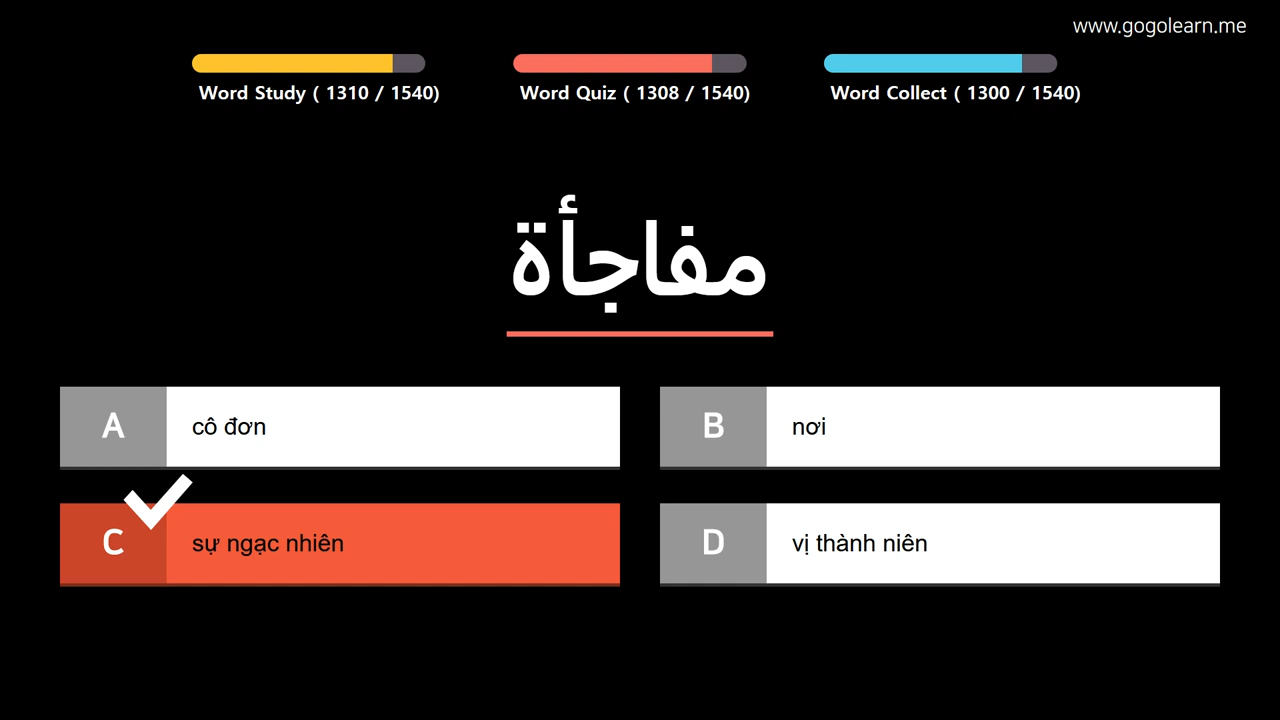 www.gogolearn.me
Word Study ( 1310 / 1540)
Word Quiz ( 1308 / 1540)
Word Collect ( 1300 / 1540)
مفاجأة
A cô đơn
B nơi
C sự ngạc nhiên
D vị thành niên